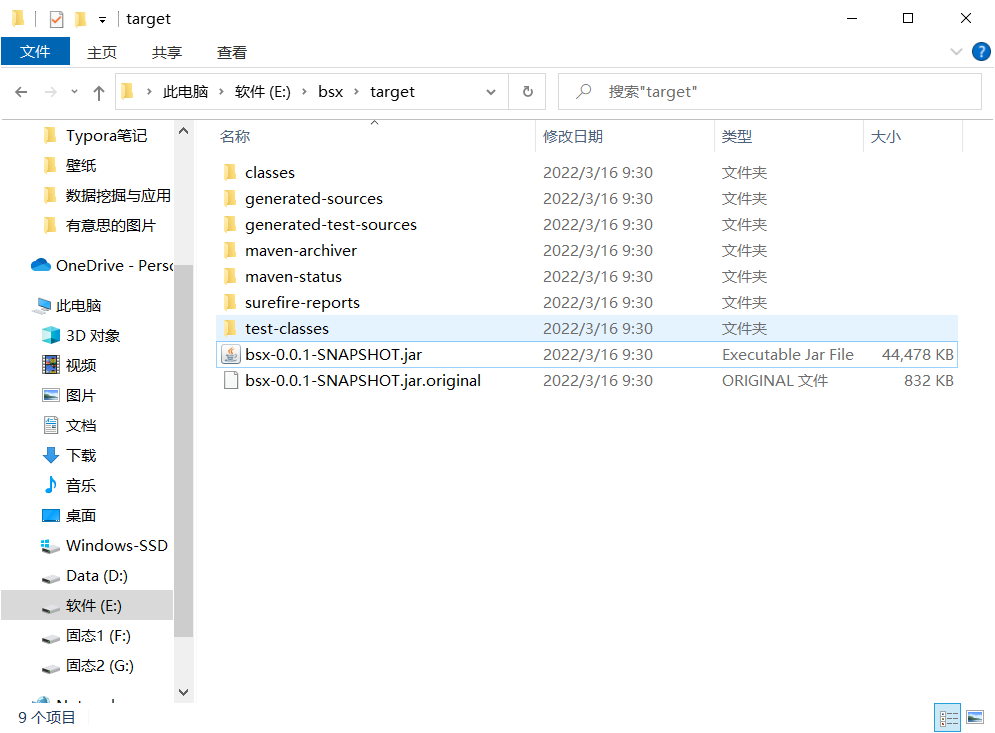 target
文件 主页 共享 查看
此电脑 软件 (E:) bsx target 搜索"target"
Typora笔记
壁纸
数据挖掘与应用
有意思的图片
OneDrive - Perso
此电脑
3D 对象
视频
图片
文档
下载
音乐
桌面
Windows-SSD
Data (D:)
软件 (E:)
固态1 (F:)
固态2 (G:)
名称 修改日期 类型 大小
classes 2022/3/16 9:30 文件夹
generated-sources 2022/3/16 9:30 文件夹
generated-test-sources 2022/3/16 9:30 文件夹
maven-archiver 2022/3/16 9:30 文件夹
maven-status 2022/3/16 9:30 文件夹
surefire-reports 2022/3/16 9:30 文件夹
test-classes 2022/3/16 9:30 文件夹
bsx-0.0.1-SNAPSHOT.jar 2022/3/16 9:30 Executable Jar File 44,478 KB
bsx-0.0.1-SNAPSHOT.jar.original 2022/3/16 9:30 ORIGINAL 文件 832 KB
9 个项目